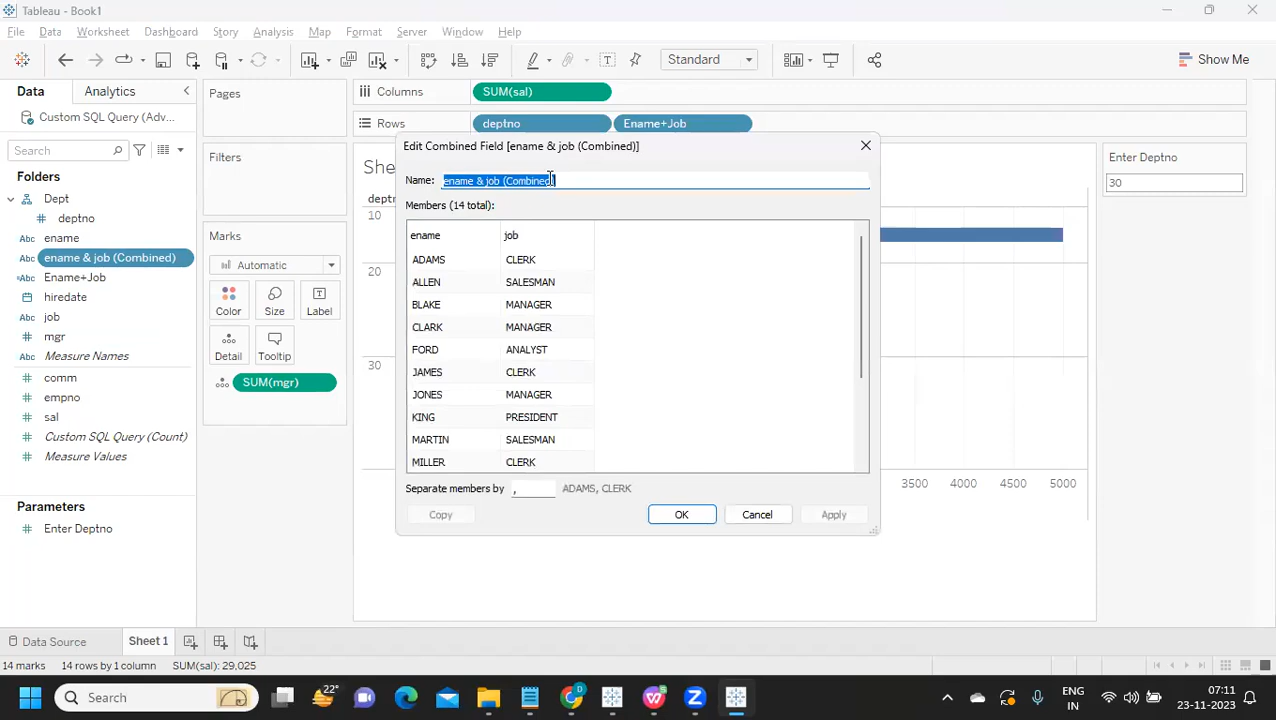 Tableau - Book1
File Data Worksheet Dashboard Story Analysis Map Format Server Window Help
Standard
Show Me
Data Analytics
Pages
Columns SUM(sal)
Custom SQL Query (Adv...
Rows deptno Ename+Job
Search
Filters
Folders
Dept
deptno
ename
ename & job (Combined)
Ename+Job
hiredate
job
mgr
Measure Names
comm
empno
sal
Custom SQL Query (Count)
Measure Values
Parameters
Enter Deptno
Marks
Automatic
Color Size Label
Detail Tooltip
SUM(mgr)
10
20
30
Edit Combined Field [ename & job (Combined)]
Name: ename & job (Combined)
Members (14 total):
ename job
ADAMS CLERK
ALLEN SALESMAN
BLAKE MANAGER
CLARK MANAGER
FORD ANALYST
JAMES CLERK
JONES MANAGER
KING PRESIDENT
MARTIN SALESMAN
MILLER CLERK
Separate members by , ADAMS, CLERK
Copy OK Cancel Apply
3500 4000 4500 5000
Enter Deptno
30
Data Source Sheet 1
14 marks 14 rows by 1 column SUM(sal): 29,025
Search
22°
ENG
IN
07:11
23-11-2023